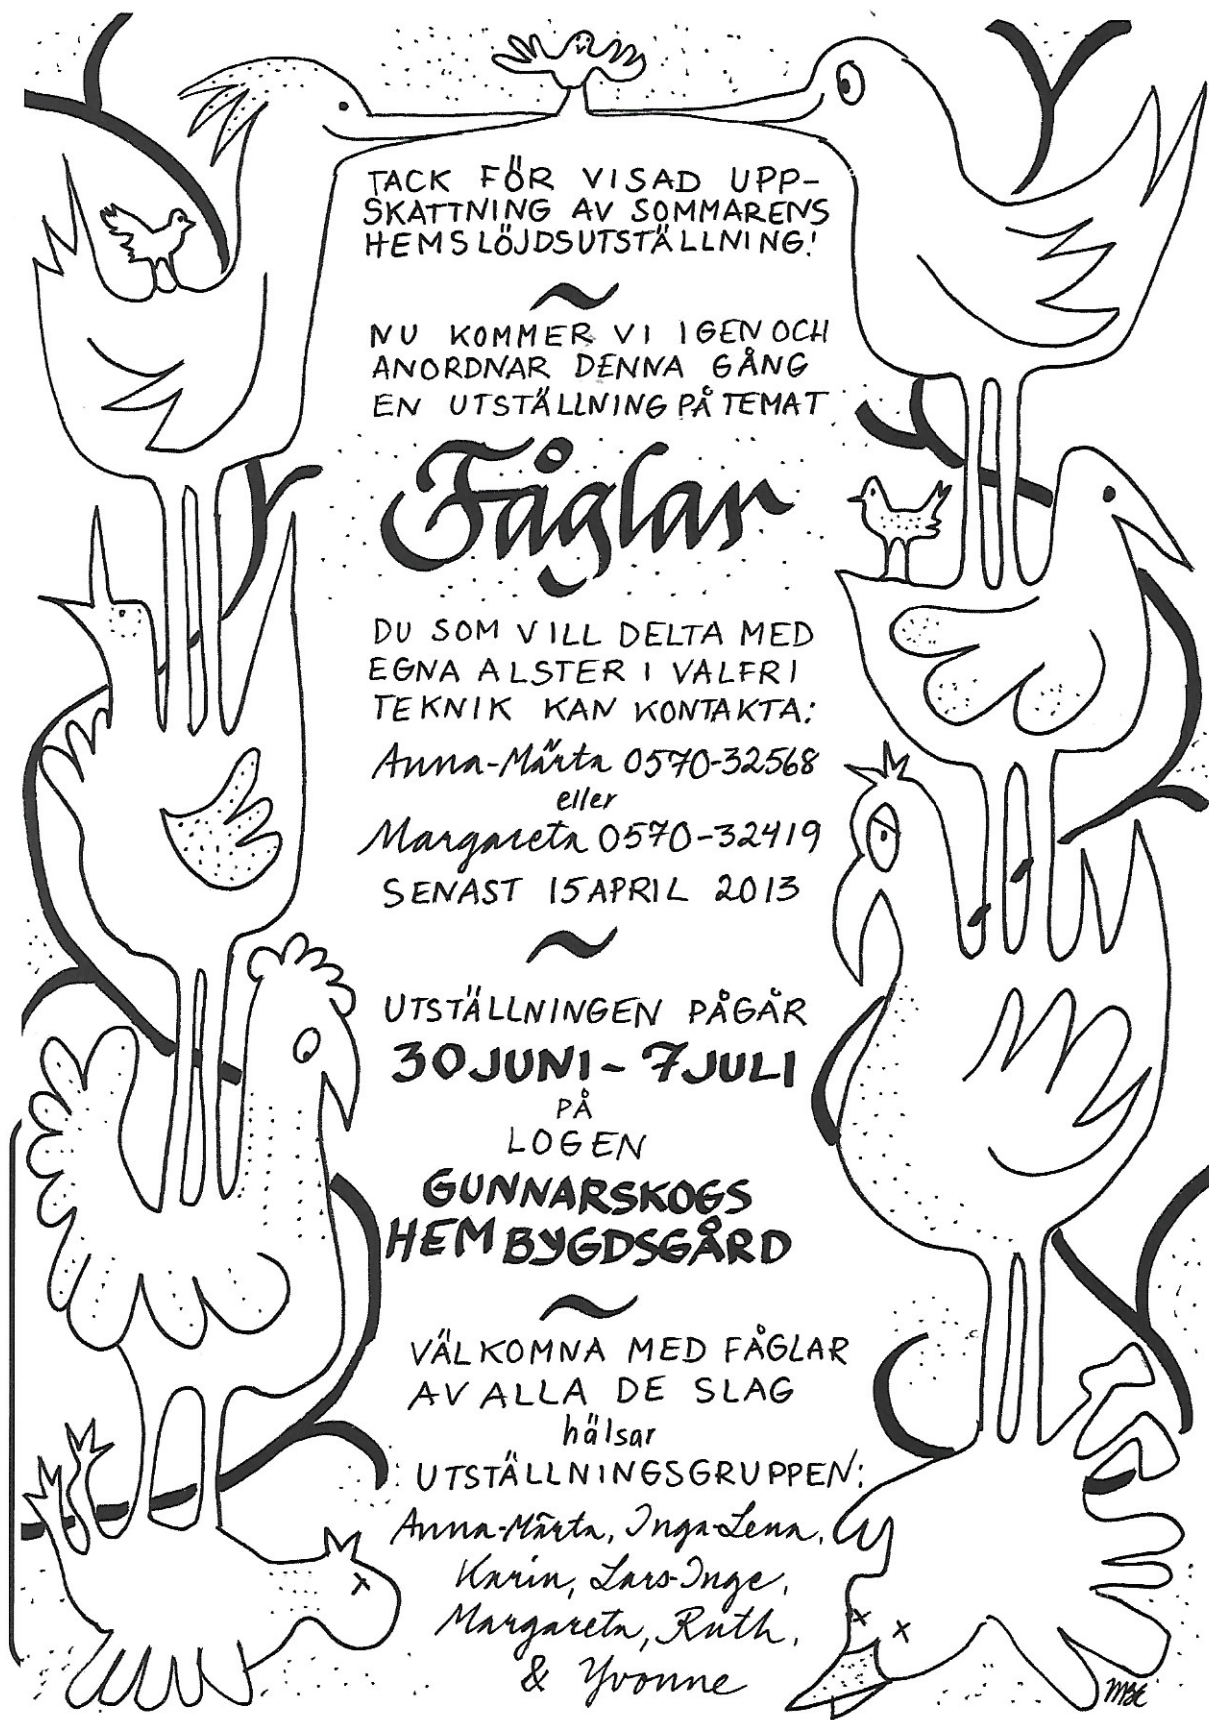 TACK FÖR VISAD UPP-
SKATTNING AV SOMMARENS
HEMSLÖJDSUTSTÄLLNING!
~
NU KOMMER VI IGEN OCH
ANORDNAR DENNA GÅNG
EN UTSTÄLLNING PÅ TEMAT
Fåglar
DU SOM VILL DELTA MED
EGNA ALSTER I VALFRI
TEKNIK KAN KONTAKTA:
Anna-Märta 0570-32568
eller
Margareta 0570-32419
SENAST 15 APRIL 2013
~
UTSTÄLLNINGEN PÅGÅR
30 JUNI - 7 JULI
PÅ
LOGEN
GUNNARSKOGS
HEMBYGDSGÅRD
~
VÄLKOMNA MED FÅGLAR
AV ALLA DE SLAG
hälsar
UTSTÄLLNINGSGRUPPEN:
Anna-Märta, Inga-Lena,
Karin, Lars-Inge,
Margareta, Ruth,
& Yvonne